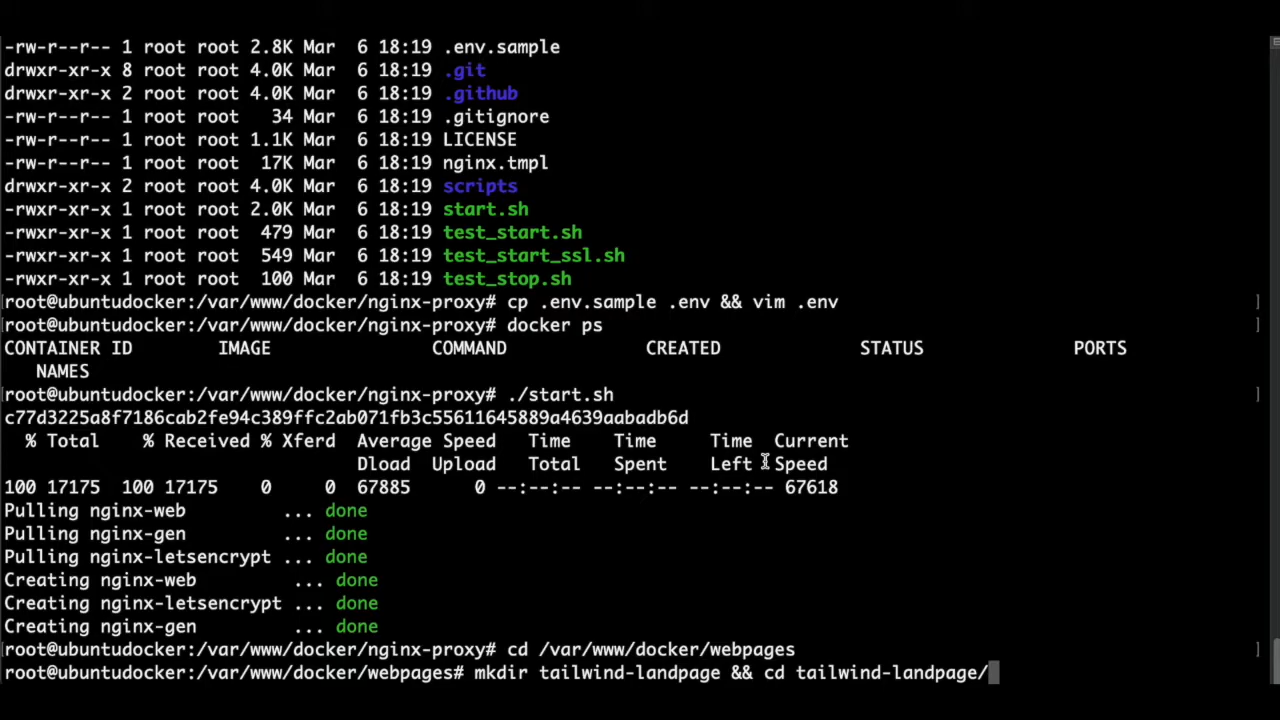 -rw-r--r-- 1 root root 2.8K Mar  6 18:19 .env.sample
drwxr-xr-x 8 root root 4.0K Mar  6 18:19 .git
drwxr-xr-x 2 root root 4.0K Mar  6 18:19 .github
-rw-r--r-- 1 root root   34 Mar  6 18:19 .gitignore
-rw-r--r-- 1 root root 1.1K Mar  6 18:19 LICENSE
-rw-r--r-- 1 root root  17K Mar  6 18:19 nginx.tmpl
drwxr-xr-x 2 root root 4.0K Mar  6 18:19 scripts
-rwxr-xr-x 1 root root 2.0K Mar  6 18:19 start.sh
-rwxr-xr-x 1 root root  479 Mar  6 18:19 test_start.sh
-rwxr-xr-x 1 root root  549 Mar  6 18:19 test_start_ssl.sh
-rwxr-xr-x 1 root root  100 Mar  6 18:19 test_stop.sh
[root@ubuntudocker:/var/www/docker/nginx-proxy# cp .env.sample .env && vim .env ]
[root@ubuntudocker:/var/www/docker/nginx-proxy# docker ps ]
CONTAINER ID        IMAGE               COMMAND             CREATED             STATUS              PORTS
   NAMES
[root@ubuntudocker:/var/www/docker/nginx-proxy# ./start.sh ]
c77d3225a8f7186cab2fe94c389ffc2ab071fb3c55611645889a4639aabadb6d
  % Total    % Received % Xferd  Average Speed   Time    Time     Time  Current
                                 Dload  Upload   Total   Spent    Left  Speed
100 17175  100 17175    0     0  67885      0 --:--:-- --:--:-- --:--:-- 67618
Pulling nginx-web         ... done
Pulling nginx-gen         ... done
Pulling nginx-letsencrypt ... done
Creating nginx-web         ... done
Creating nginx-letsencrypt ... done
Creating nginx-gen         ... done
[root@ubuntudocker:/var/www/docker/nginx-proxy# cd /var/www/docker/webpages ]
root@ubuntudocker:/var/www/docker/webpages# mkdir tailwind-landpage && cd tailwind-landpage/